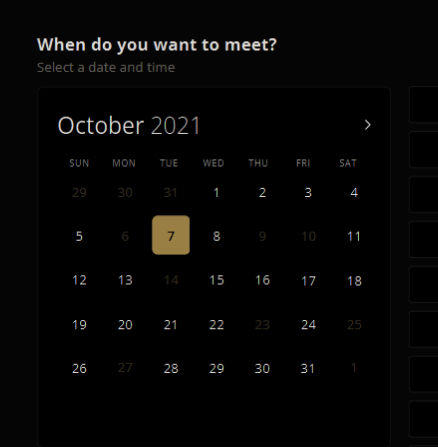 When do you want to meet?
Select a date and time
October 2021
SUN MON TUE WED THU FRI SAT
29 30 31 1 2 3 4
5 6 7 8 9 10 11
12 13 14 15 16 17 18
19 20 21 22 23 24 25
26 27 28 29 30 31 1